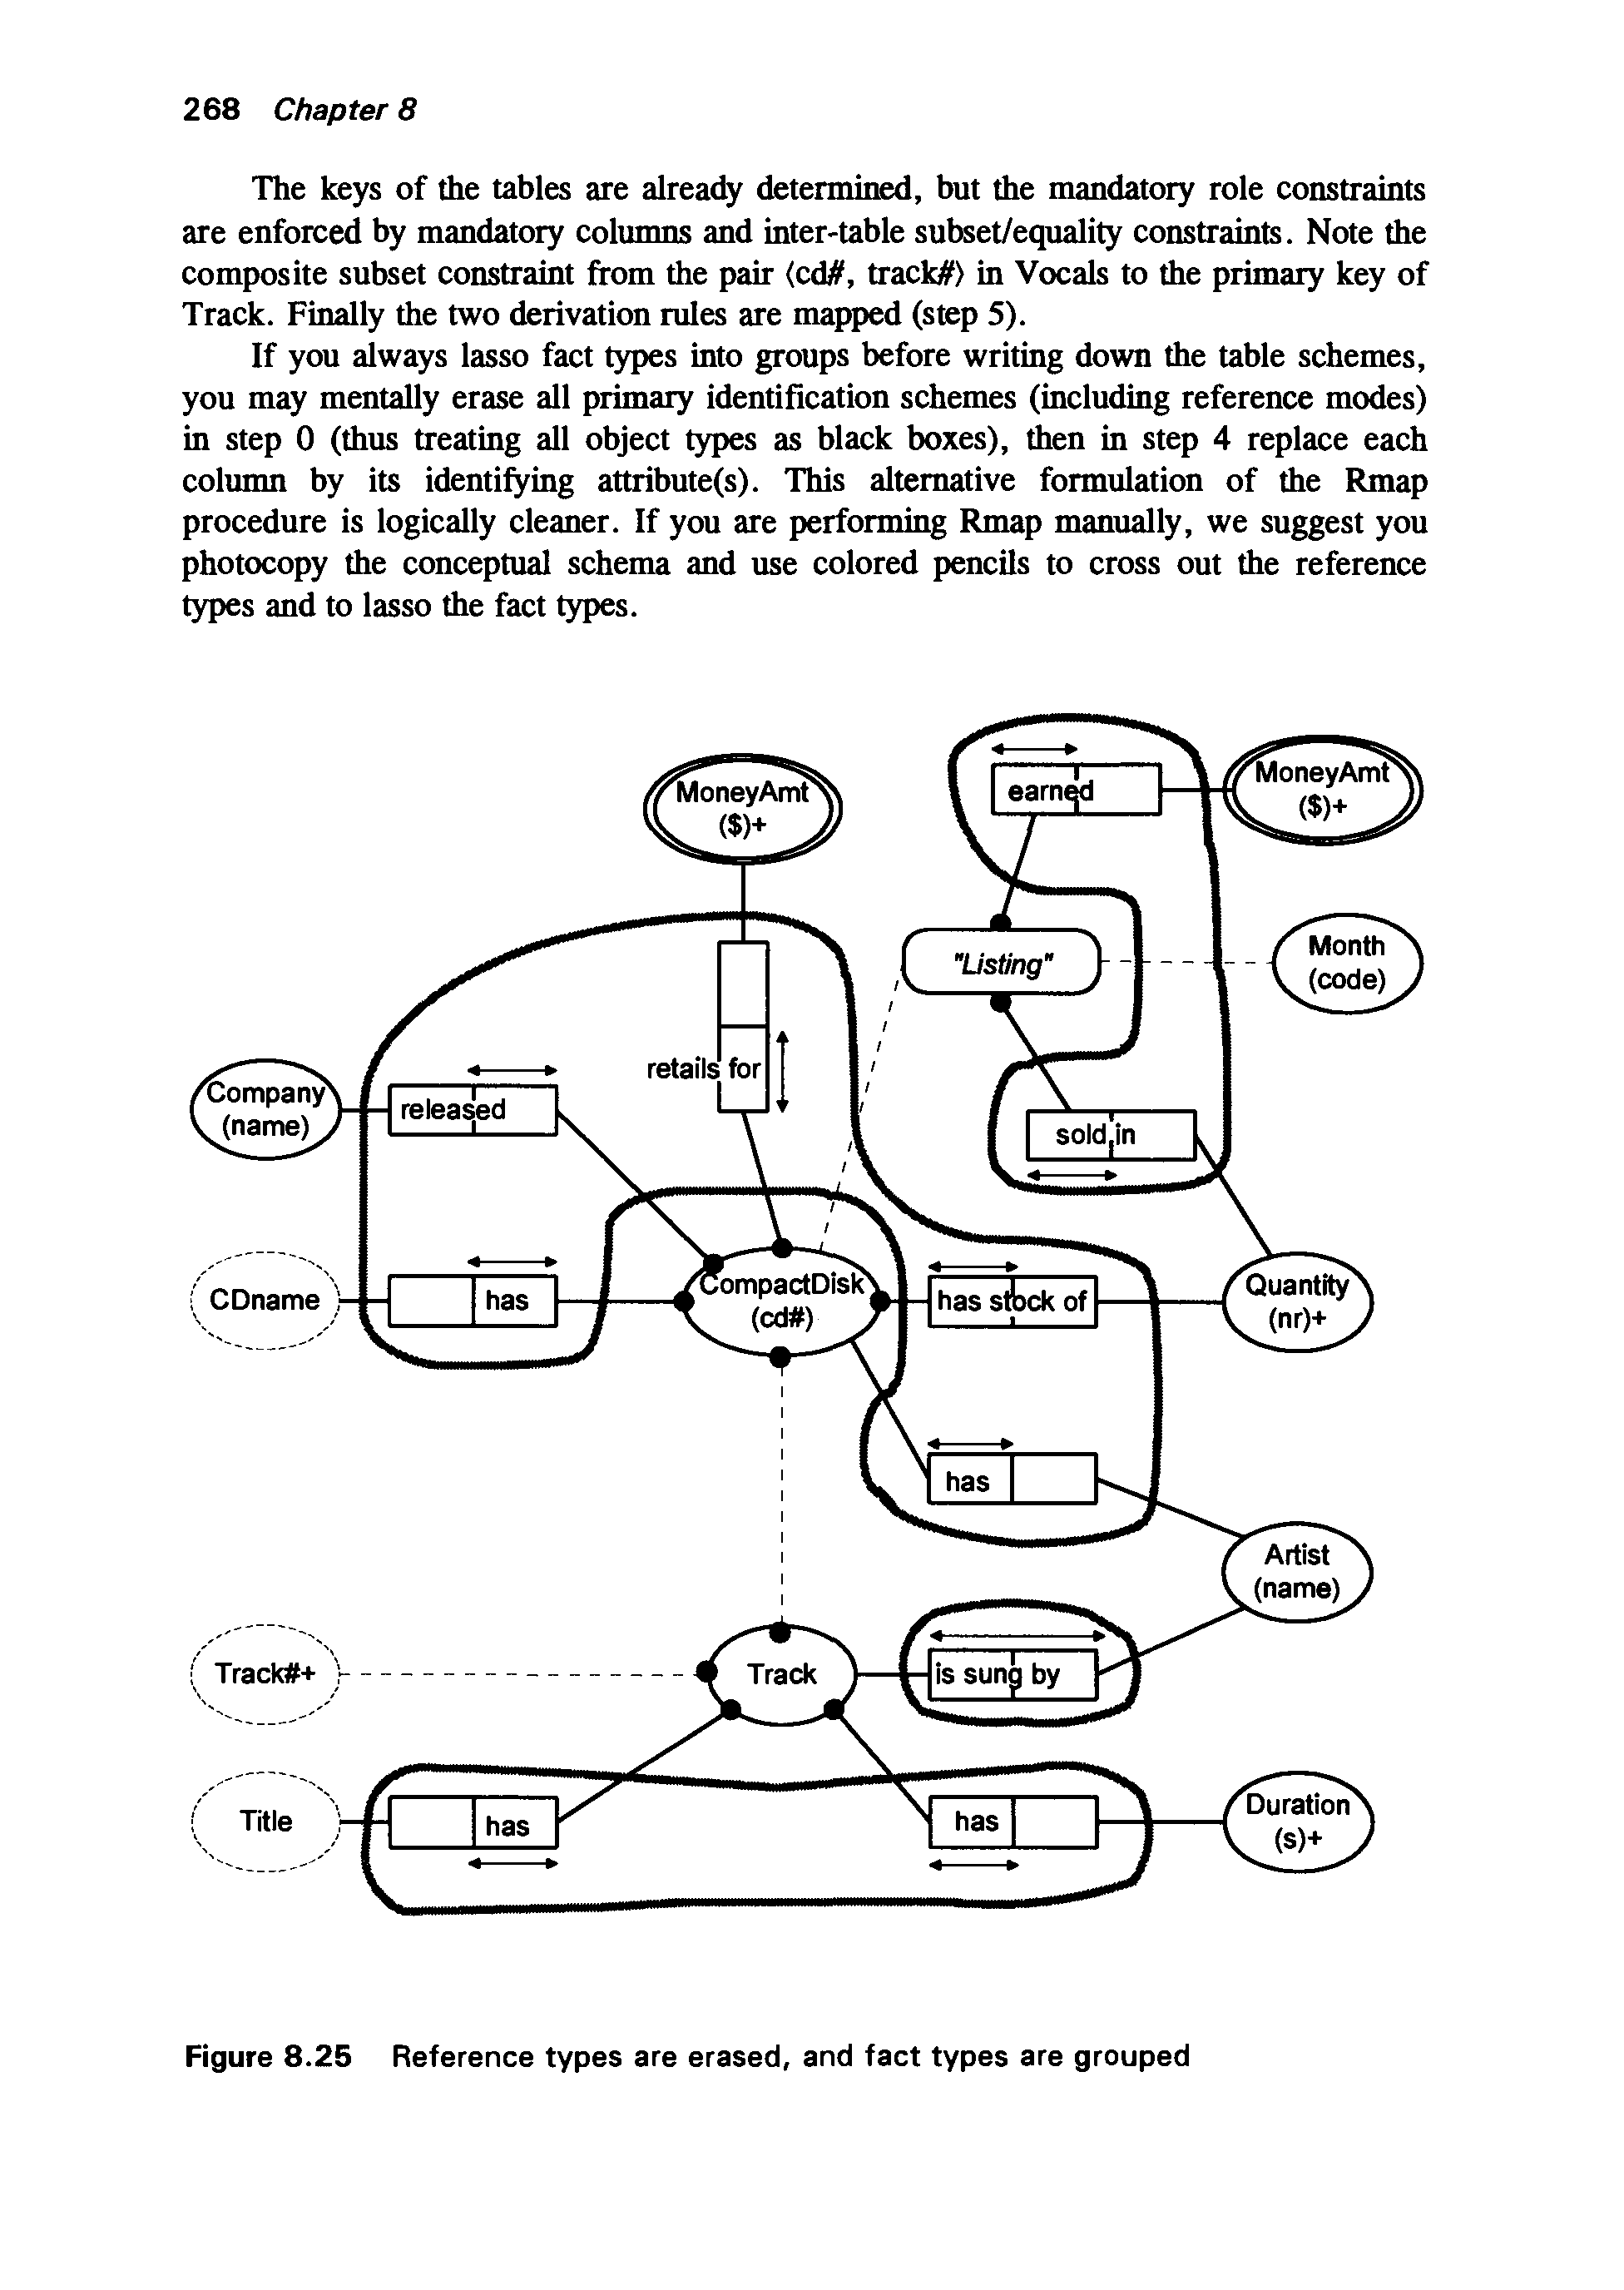 268 Chapter 8
The keys of the tables are already determined, but the mandatory role constraints
are enforced by mandatory columns and inter-table subset/equality constraints. Note the
composite subset constraint from the pair ⟨cd#, track#⟩ in Vocals to the primary key of
Track. Finally the two derivation rules are mapped (step 5).
If you always lasso fact types into groups before writing down the table schemes,
you may mentally erase all primary identification schemes (including reference modes)
in step 0 (thus treating all object types as black boxes), then in step 4 replace each
column by its identifying attribute(s). This alternative formulation of the Rmap
procedure is logically cleaner. If you are performing Rmap manually, we suggest you
photocopy the conceptual schema and use colored pencils to cross out the reference
types and to lasso the fact types.
MoneyAmt
($)+
earned
MoneyAmt
($)+
"Listing"
Month
(code)
retails for
Company
(name)
released
sold in
CDname
has
CompactDisk
(cd#)
has stock of
Quantity
(nr)+
has
Artist
(name)
Track#+
Track
is sung by
Title
has
has
Duration
(s)+
Figure 8.25 Reference types are erased, and fact types are grouped